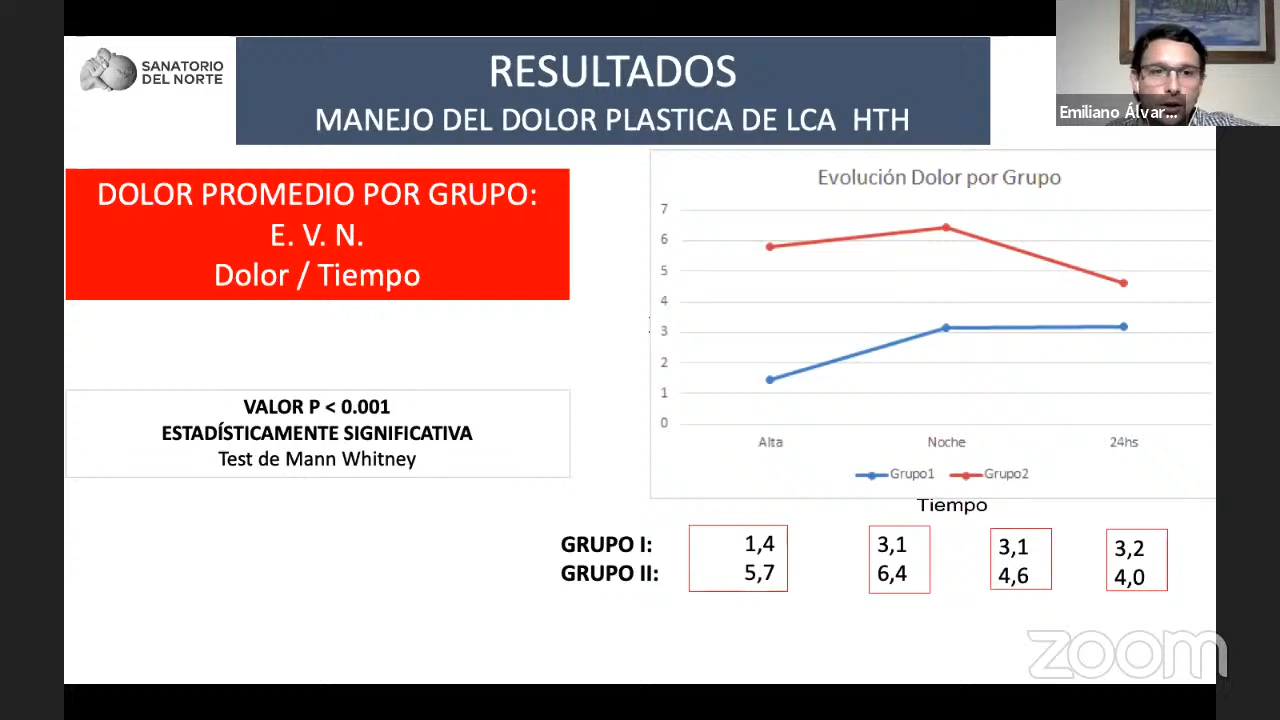 SANATORIO
DEL NORTE
RESULTADOS
MANEJO DEL DOLOR PLASTICA DE LCA HTH
Emiliano Álvar...
DOLOR PROMEDIO POR GRUPO:
E. V. N.
Dolor / Tiempo
VALOR P < 0.001
ESTADÍSTICAMENTE SIGNIFICATIVA
Test de Mann Whitney
Evolución Dolor por Grupo
7
6
5
4
3
2
1
0
Alta Noche 24hs
Grupo1 Grupo2
Tiempo
GRUPO I: 1,4 3,1 3,1 3,2
GRUPO II: 5,7 6,4 4,6 4,0
zoom